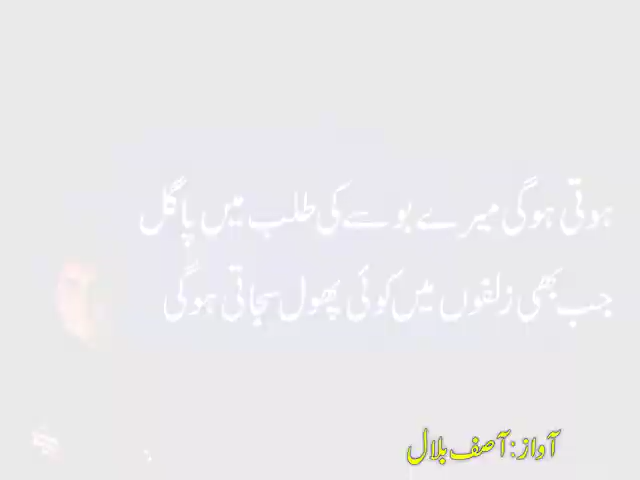 ہوتی ہوگی میرے بوسے کی طلب میں پاگل
جب بھی زلفوں میں کوئی پھول سجاتی ہوگی
آواز: آصف بلال